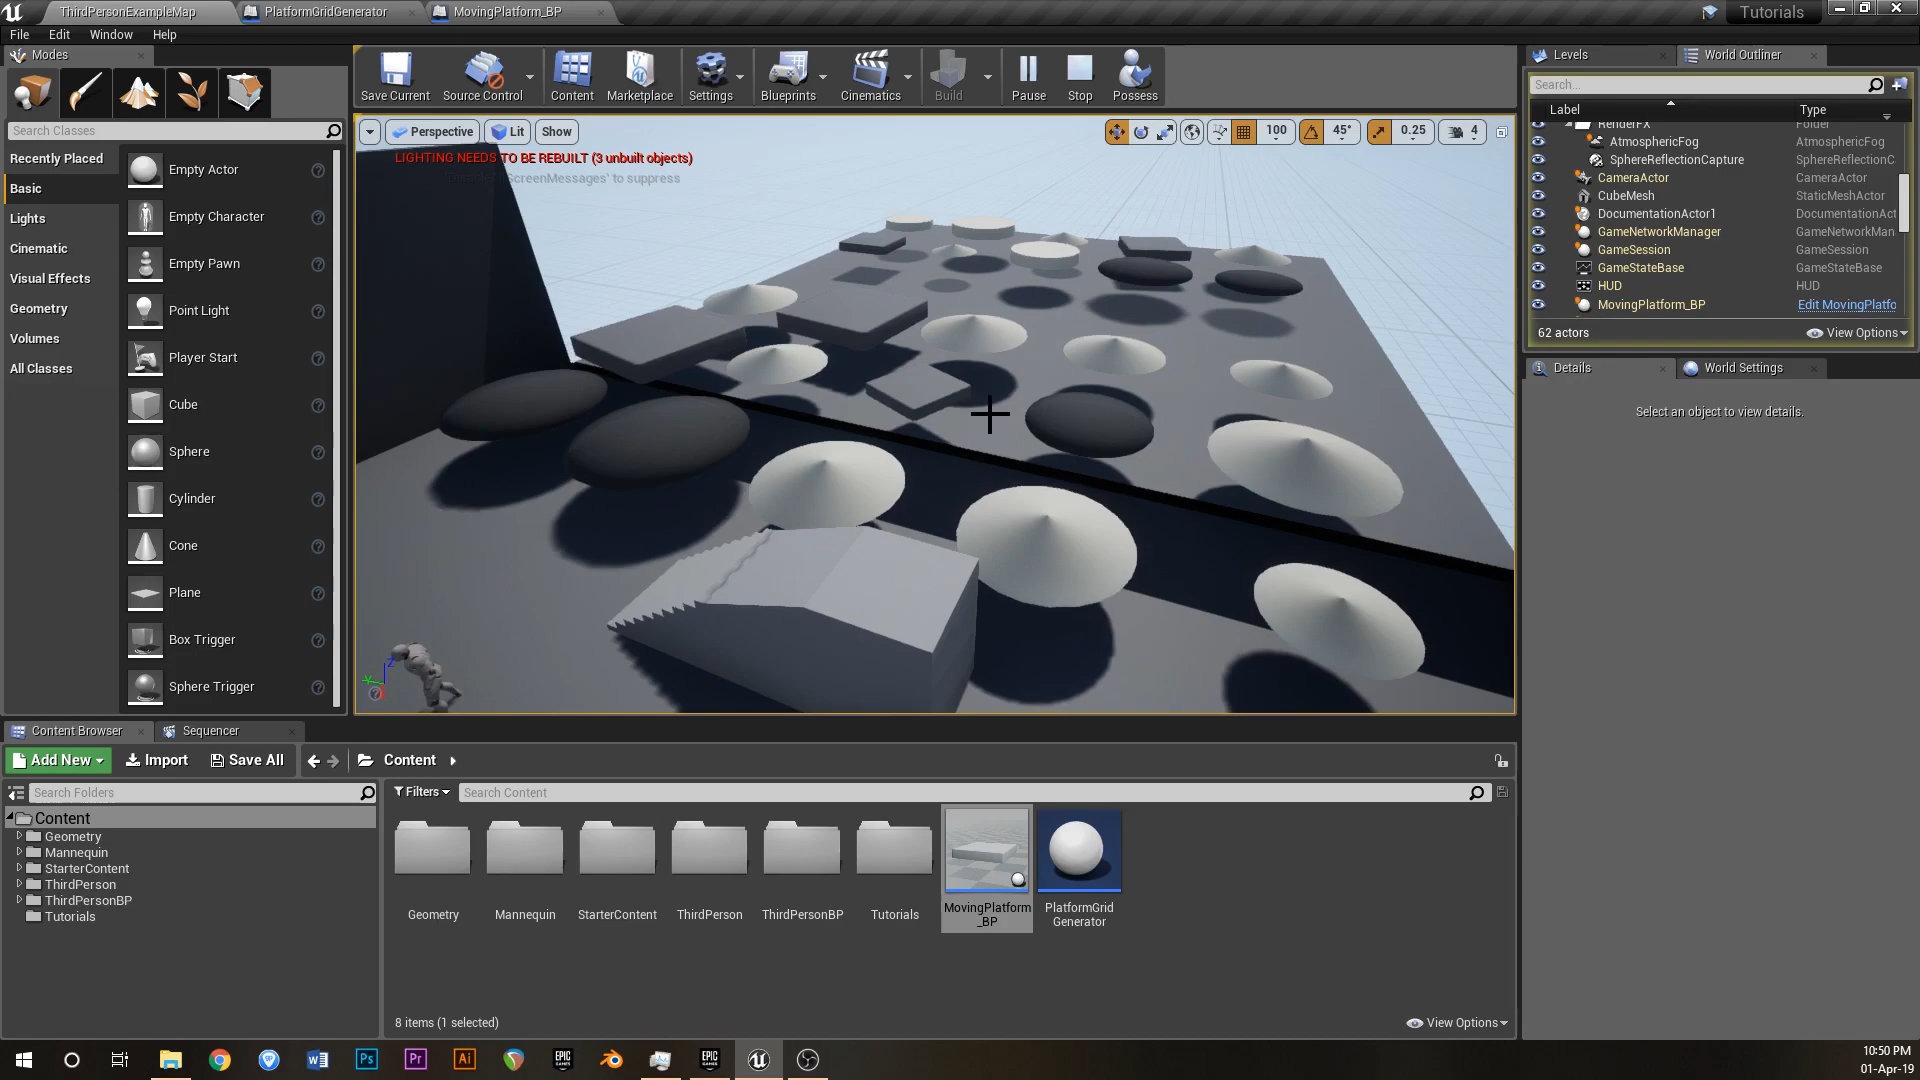 ThirdPersonExampleMap
PlatformGridGenerator
MovingPlatform_BP
Tutorials
File
Edit
Window
Help
Modes
Search Classes
Recently Placed
Basic
Lights
Cinematic
Visual Effects
Geometry
Volumes
All Classes
Empty Actor
Empty Character
Empty Pawn
Point Light
Player Start
Cube
Sphere
Cylinder
Cone
Plane
Box Trigger
Sphere Trigger
Save Current
Source Control
Content
Marketplace
Settings
Blueprints
Cinematics
Build
Pause
Stop
Possess
Perspective
Lit
Show
100
45°
0.25
4
LIGHTING NEEDS TO BE REBUILT (3 unbuilt objects)
ScreenMessages' to suppress
Levels
World Outliner
Search...
Label
Type
RenderFX
Folder
AtmosphericFog
AtmosphericFog
SphereReflectionCapture
SphereReflectionC
CameraActor
CameraActor
CubeMesh
StaticMeshActor
DocumentationActor1
DocumentationAct
GameNetworkManager
GameNetworkMan
GameSession
GameSession
GameStateBase
GameStateBase
HUD
HUD
MovingPlatform_BP
Edit MovingPlatfo
62 actors
View Options
Details
World Settings
Select an object to view details.
Content Browser
Sequencer
Add New
Import
Save All
Content
Search Folders
Filters
Search Content
Content
Geometry
Mannequin
StarterContent
ThirdPerson
ThirdPersonBP
Tutorials
Geometry
Mannequin
StarterContent
ThirdPerson
ThirdPersonBP
Tutorials
MovingPlatform
_BP
PlatformGrid
Generator
8 items (1 selected)
View Options
Ps
Pr
Ai
EPIC
GAMES
EPIC
GAMES
10:50 PM
01-Apr-19